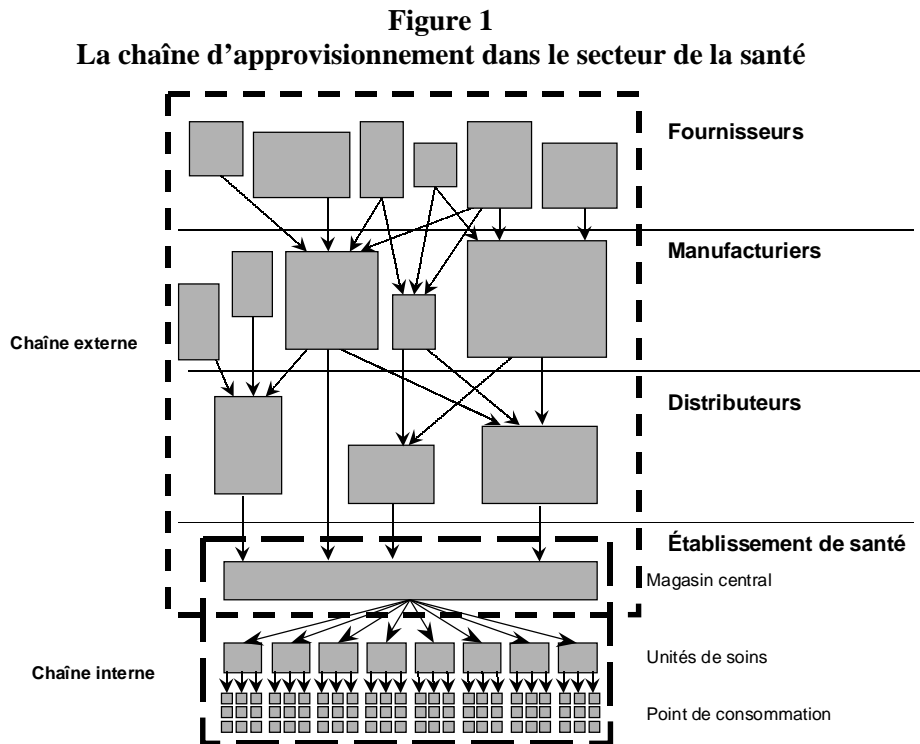 Figure 1
La chaîne d'approvisionnement dans le secteur de la santé
Fournisseurs
Manufacturiers
Chaîne externe
Distributeurs
Établissement de santé
Magasin central
Unités de soins
Chaîne interne
Point de consommation